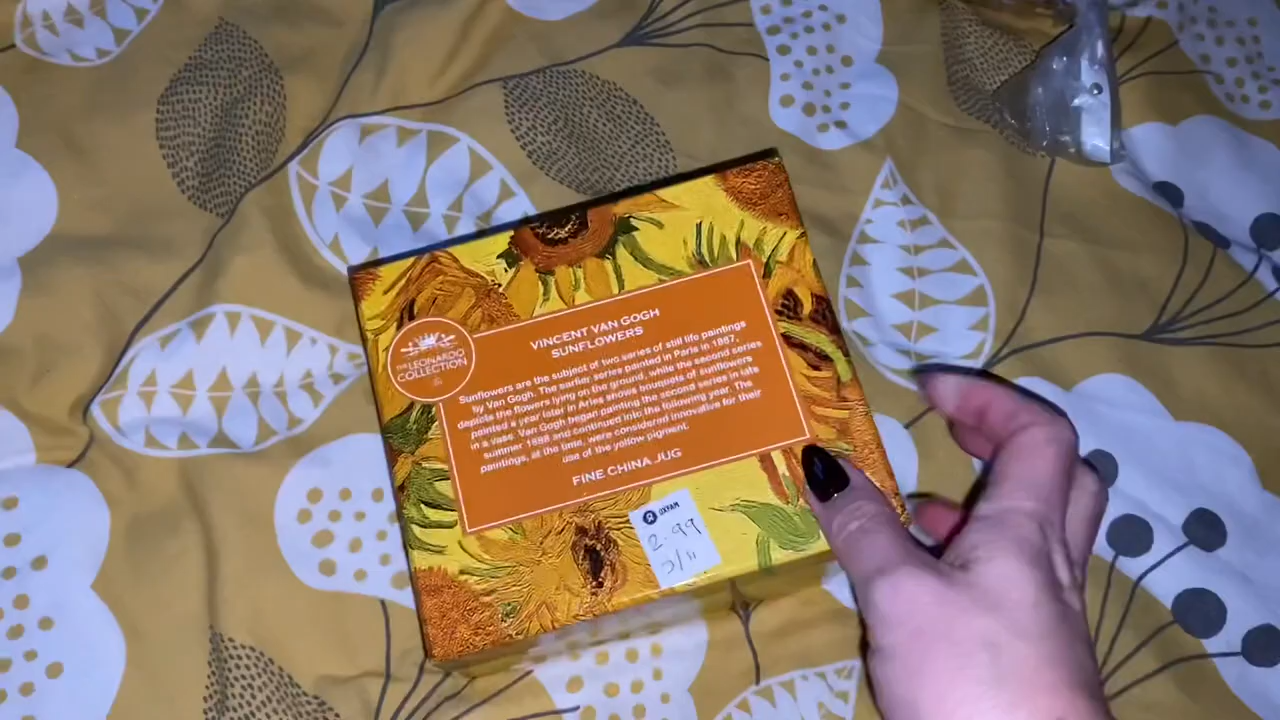 THE LEONARDO
COLLECTION
VINCENT VAN GOGH
SUNFLOWERS
Sunflowers are the subject of two series of still life paintings
by Van Gogh. The earlier series painted in Paris in 1887,
depicts the flowers lying on the ground, while the second series
painted a year later in Arles shows bouquets of sunflowers
in a vase. Van Gogh began painting the second series in late
summer 1888 and continued into the following year. The
paintings, at the time, were considered innovative for their
use of the yellow pigment.
FINE CHINA JUG
OXFAM
2.99